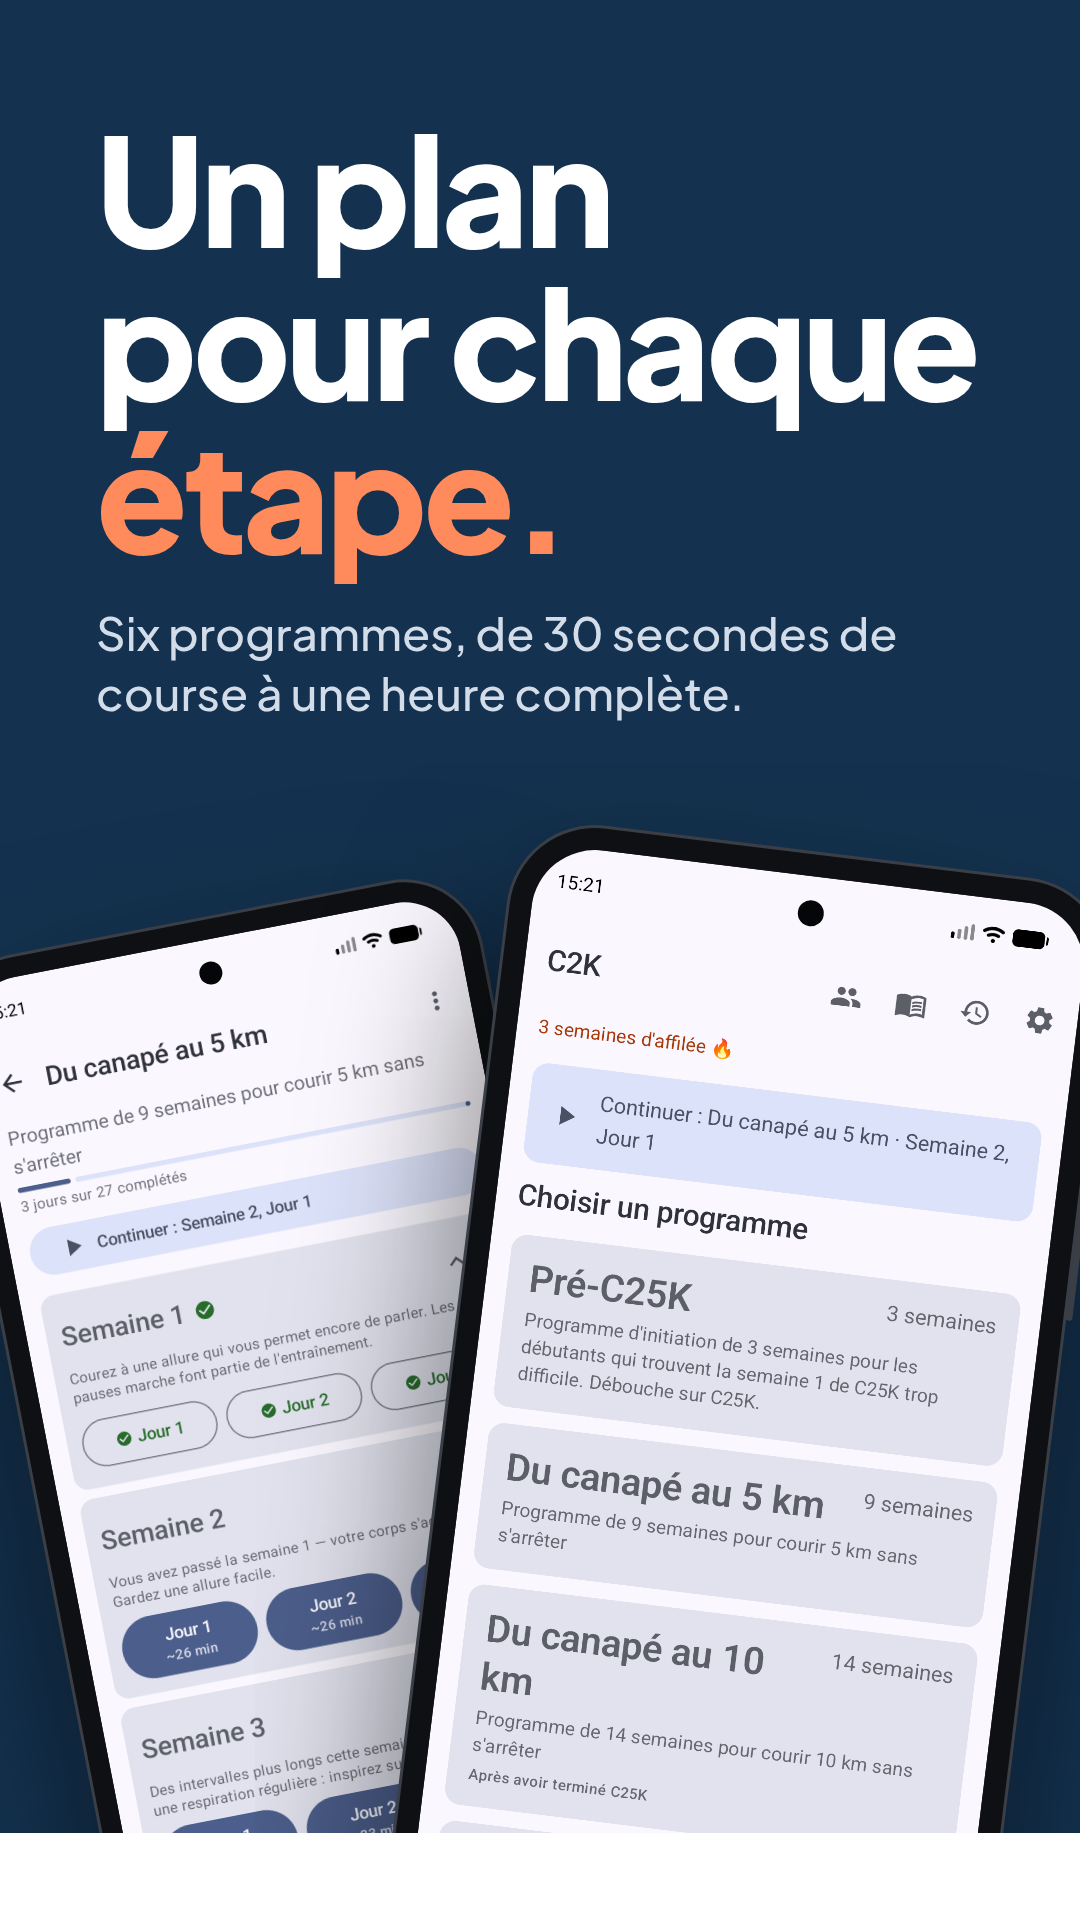 Un plan
pour chaque
étape.
Six programmes, de 30 secondes de
course à une heure complète.
5:21
Du canapé au 5 km
Programme de 9 semaines pour courir 5 km sans
s'arrêter
3 jours sur 27 complétés
Continuer : Semaine 2, Jour 1
Semaine 1
Courez à une allure qui vous permet encore de parler. Les
pauses marche font partie de l'entraînement.
Jour 1
Jour 2
Semaine 2
Vous avez passé la semaine 1 — votre corps
Gardez une allure facile.
Jour 1
~26 min
Jour 2
~26 min
Semaine 3
Des intervalles plus longs cette
une respiration régulière : inspirez
Jour 2
15:21
C2K
3 semaines d'affilée 🔥
Continuer : Du canapé au 5 km · Semaine 2,
Jour 1
Choisir un programme
Pré-C25K
3 semaines
Programme d'initiation de 3 semaines pour les
débutants qui trouvent la semaine 1 de C25K trop
difficile. Débouche sur C25K.
Du canapé au 5 km
9 semaines
Programme de 9 semaines pour courir 5 km sans
s'arrêter
Du canapé au 10
km
14 semaines
Programme de 14 semaines pour courir 10 km sans
s'arrêter
Après avoir terminé C25K